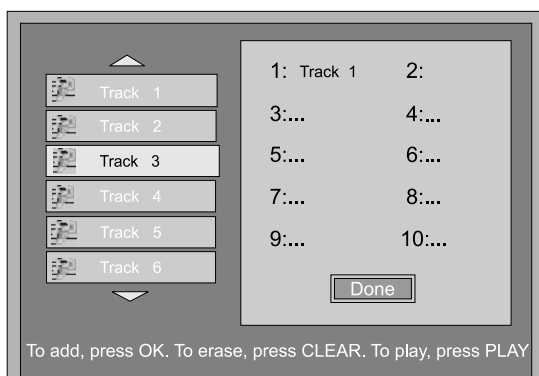 Track 1
Track 2
Track 3
Track 4
Track 5
Track 6
1: Track 1 2:
3:... 4:...
5:... 6:...
7:... 8:...
9:... 10:...
Done
To add, press OK. To erase, press CLEAR. To play, press PLAY